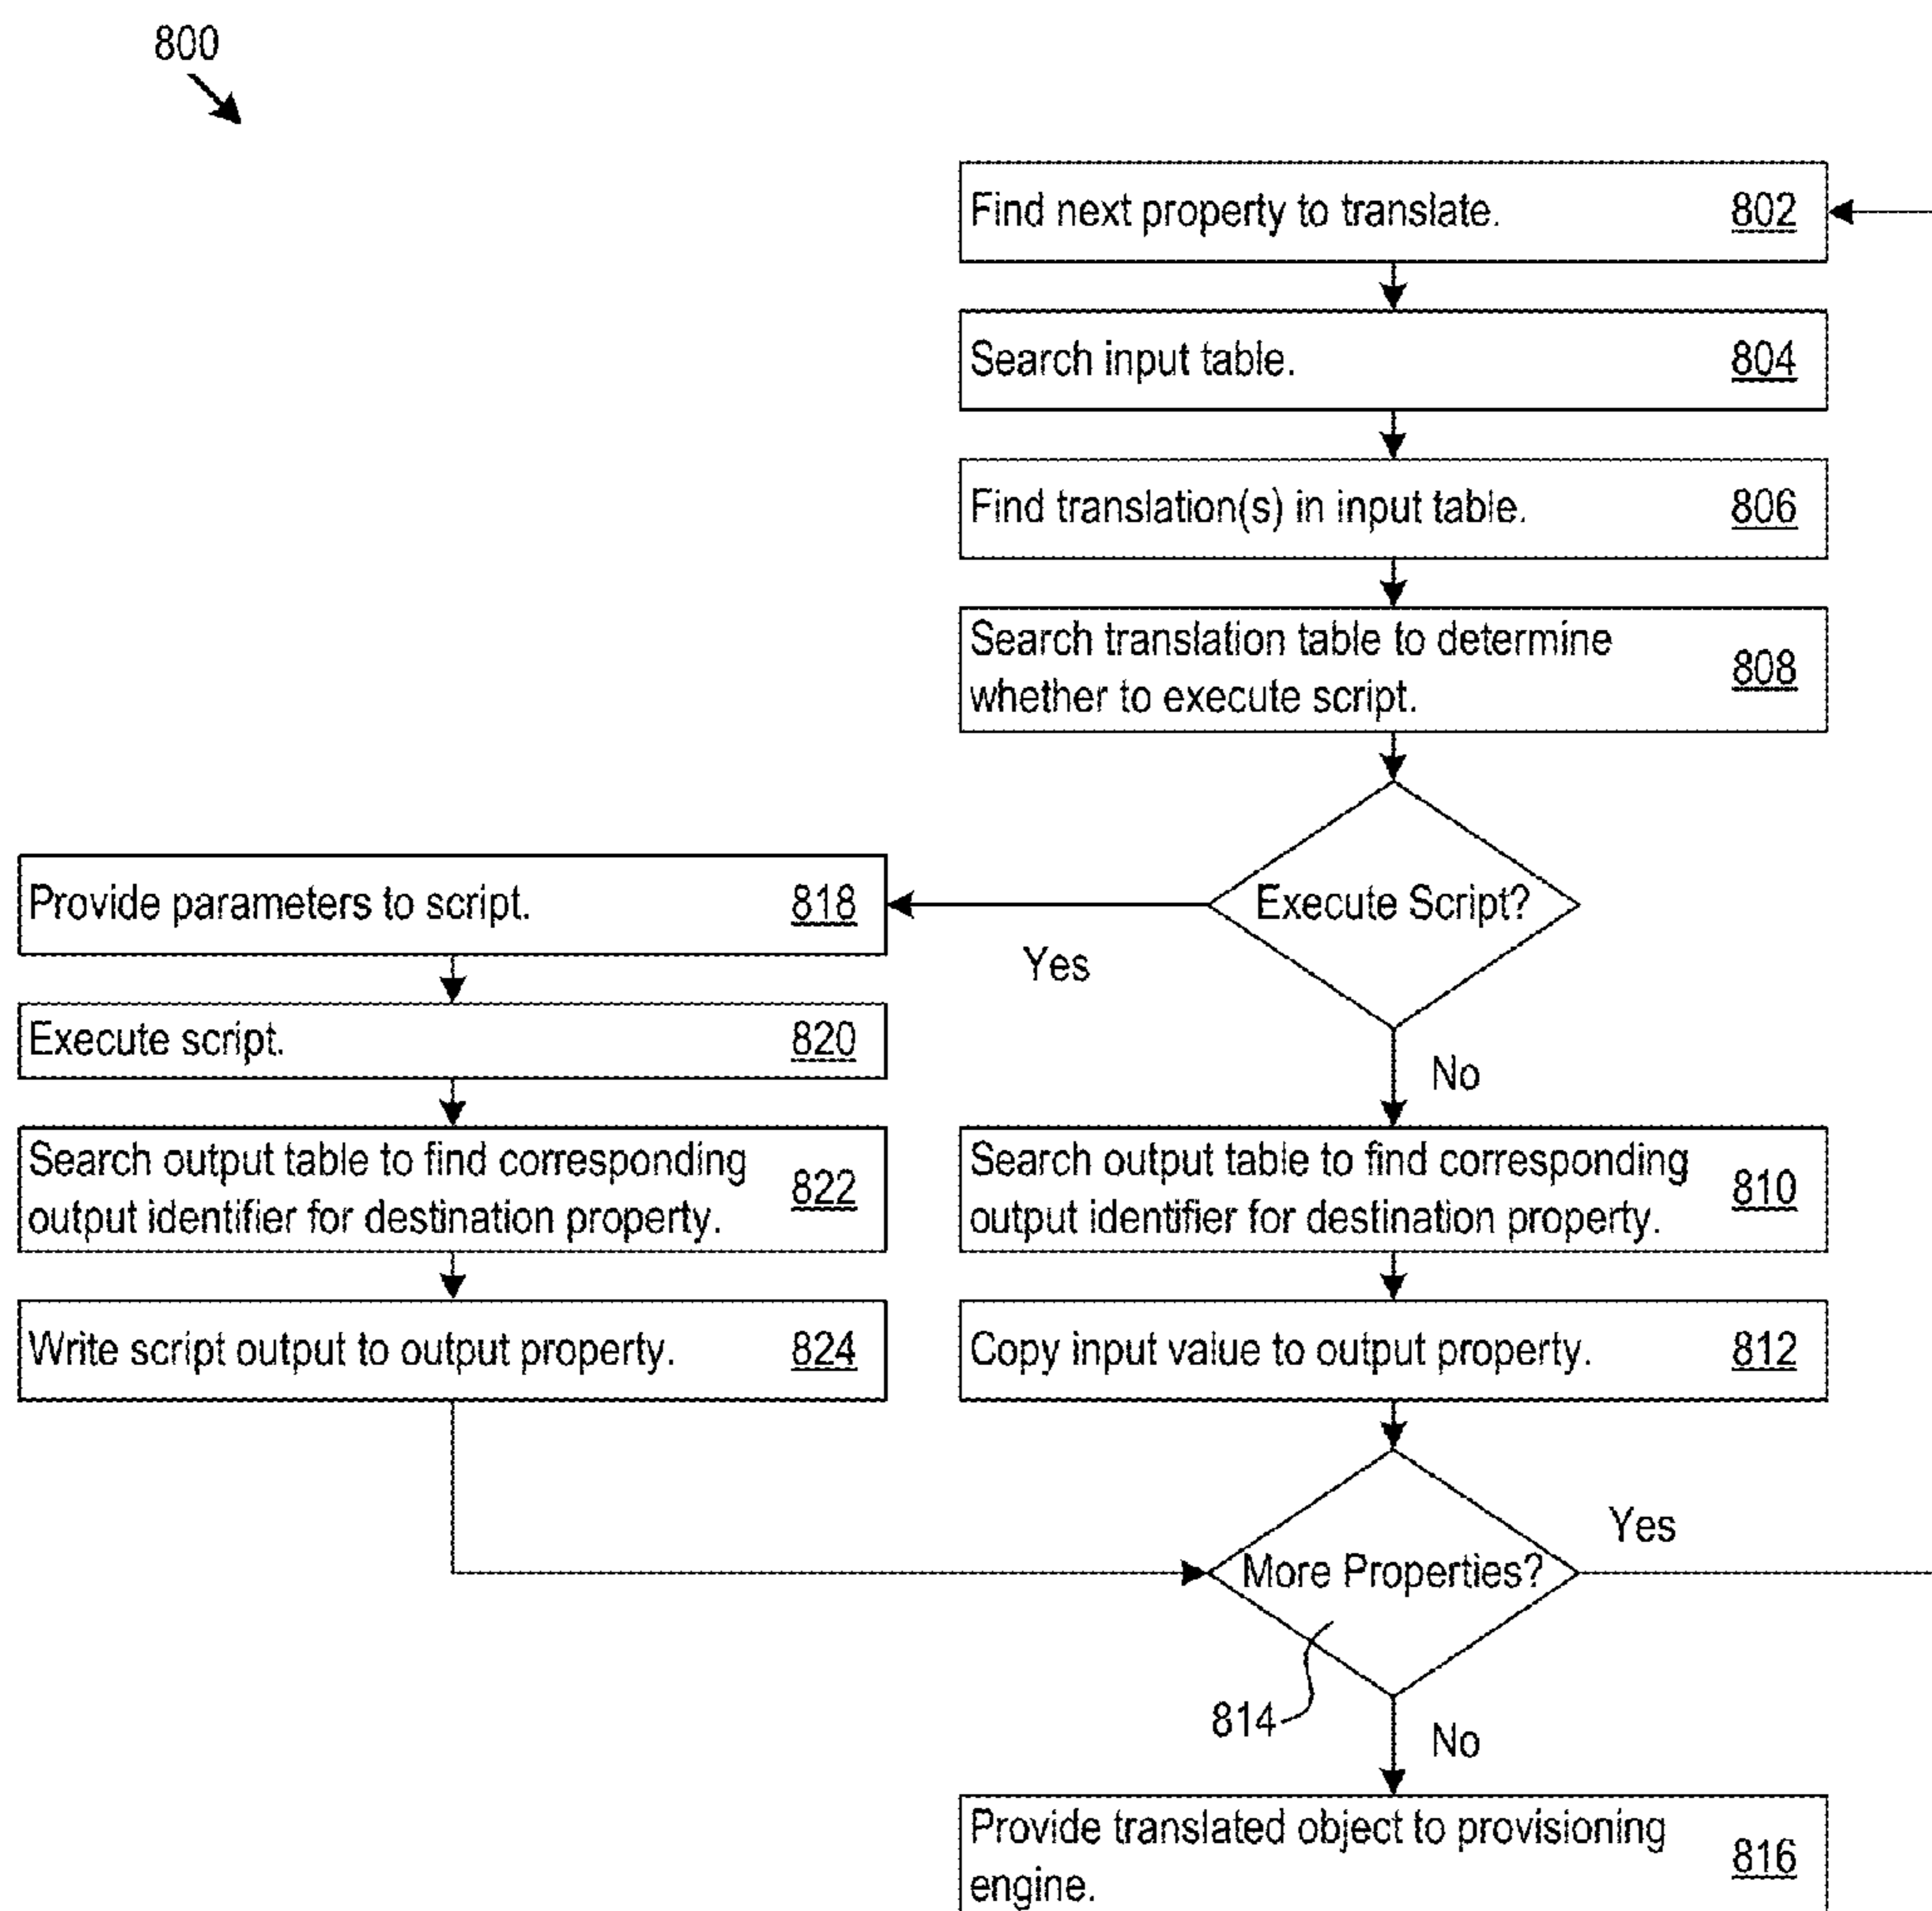 800
Find next property to translate. 802
Search input table. 804
Find translation(s) in input table. 806
Search translation table to determine
whether to execute script. 808
Execute Script?
Yes
No
Provide parameters to script. 818
Execute script. 820
Search output table to find corresponding
output identifier for destination property. 822
Write script output to output property. 824
Search output table to find corresponding
output identifier for destination property. 810
Copy input value to output property. 812
More Properties?
Yes
814
No
Provide translated object to provisioning
engine. 816